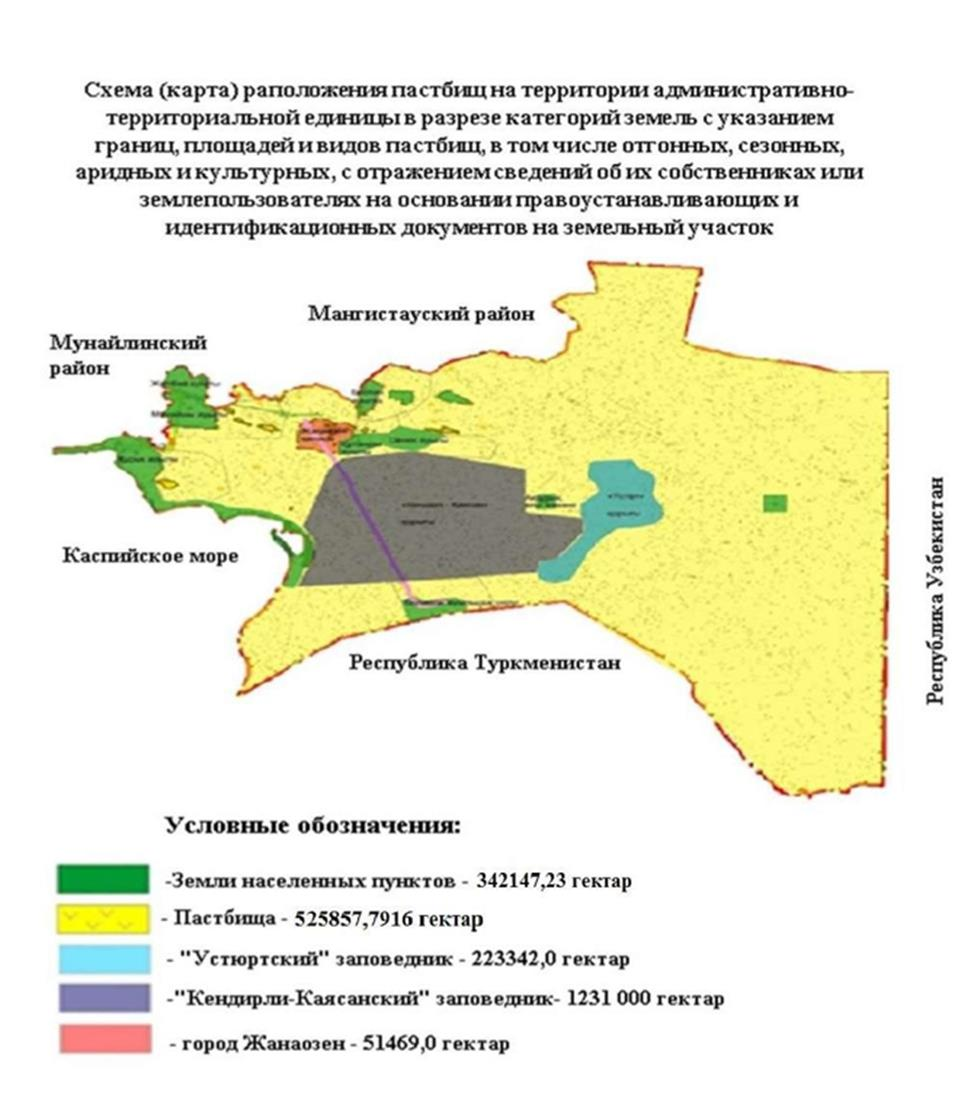 Схема (карта) раположения пастбищ на территории административно-
территориальной единицы в разрезе категорий земель с указанием
границ, площадей и видов пастбищ, в том числе отгонных, сезонных,
аридных и культурных, с отражением сведений об их собственниках или
землепользователях на основании правоустанавливающих и
идентификационных документов на земельный участок
Мангистауский район
Мунайлинский
район
Каспийское море
Республика Узбекистан
Республика Туркменистан
Условные обозначения:
-Земли населенных пунктов - 342147,23 гектар
- Пастбища - 525857,7916 гектар
- "Устюртский" заповедник - 223342,0 гектар
-"Кендирли-Каясанский" заповедник- 1231 000 гектар
- город Жанаозен - 51469,0 гектар